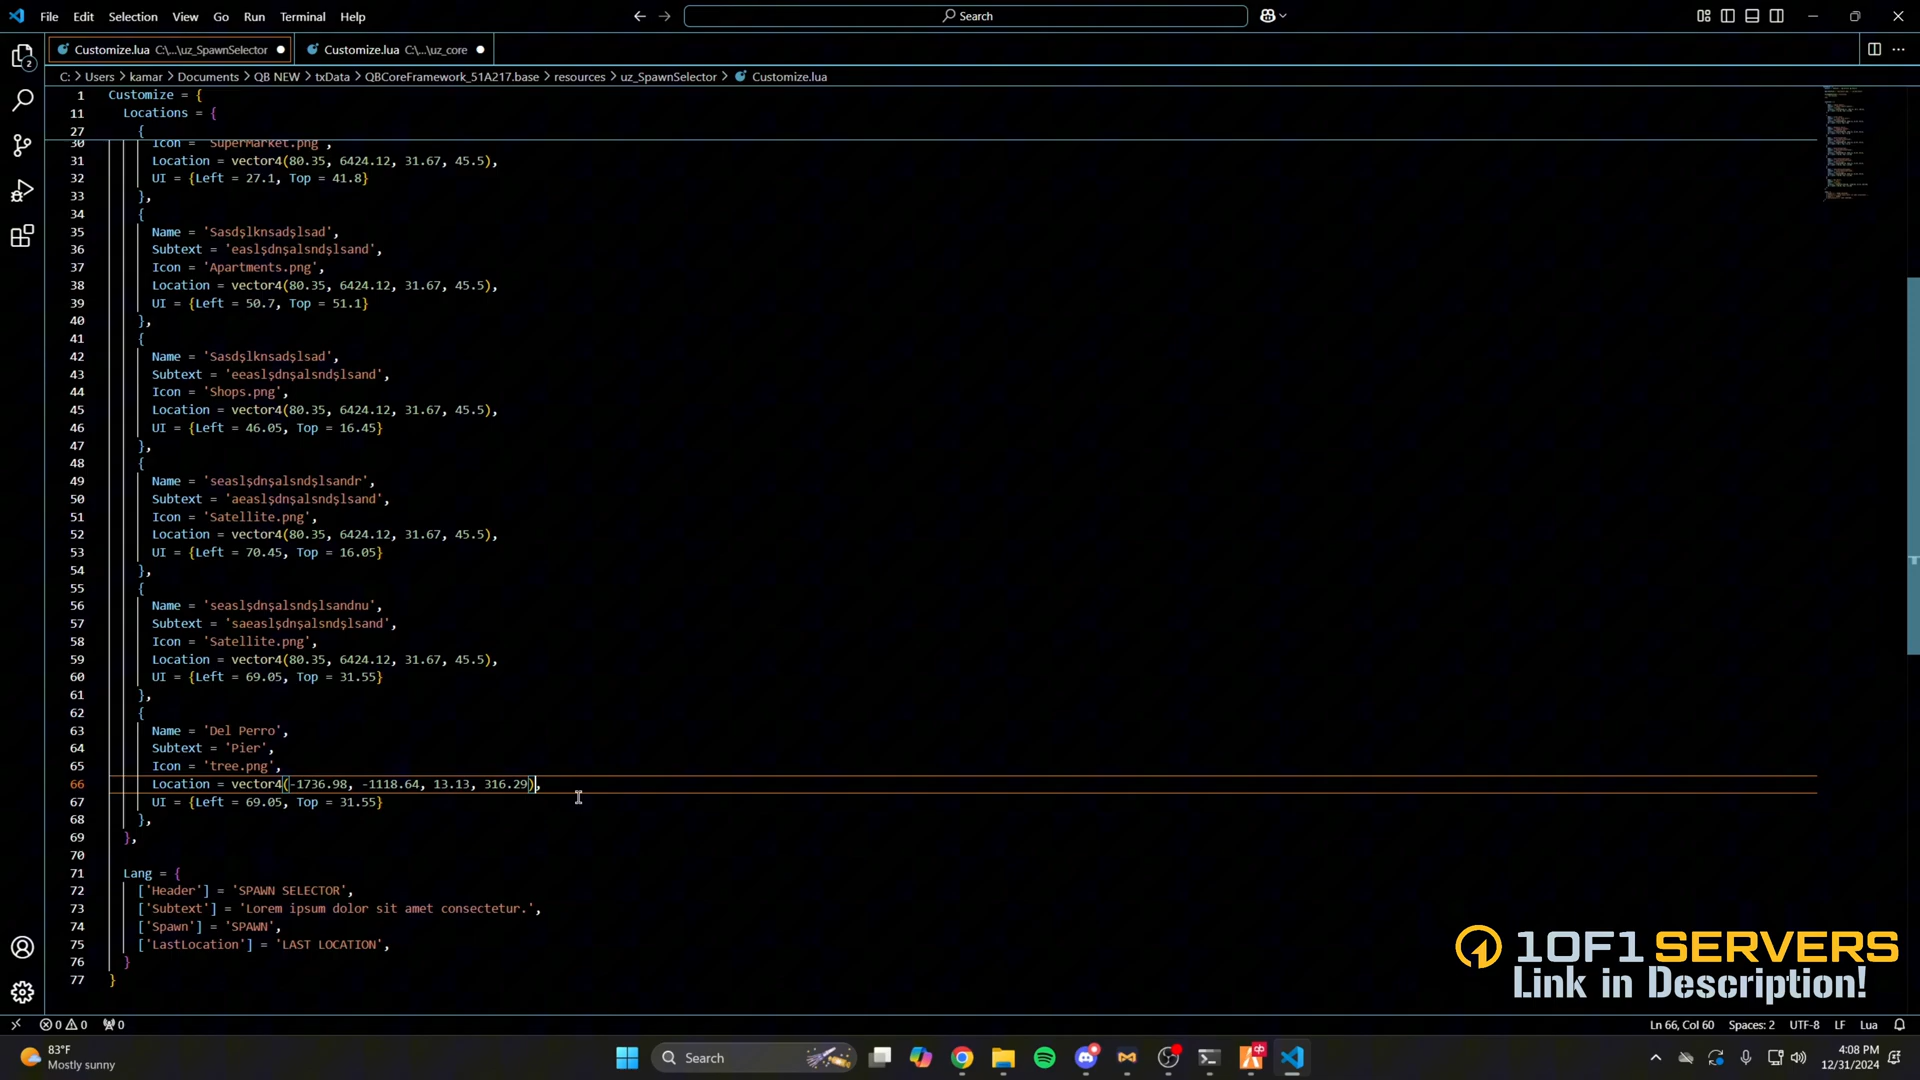 File Edit Selection View Go Run Terminal Help
Search
Customize.lua C:\...\uz_SpawnSelector
Customize.lua C:\...\uz_core
C: > Users > kamar > Documents > QB NEW > txData > QBCoreFramework_51A217.base > resources > uz_SpawnSelector > Customize.lua
1 Customize = {
11 Locations = {
27 {
30 Icon = 'SuperMarket.png',
31 Location = vector4(80.35, 6424.12, 31.67, 45.5),
32 UI = {Left = 27.1, Top = 41.8}
33 },
34 {
35 Name = 'Sasdşlknsadşlsad',
36 Subtext = 'easlşdnşalsndşlsand',
37 Icon = 'Apartments.png',
38 Location = vector4(80.35, 6424.12, 31.67, 45.5),
39 UI = {Left = 50.7, Top = 51.1}
40 },
41 {
42 Name = 'Sasdşlknsadşlsad',
43 Subtext = 'eeaslşdnşalsndşlsand',
44 Icon = 'Shops.png',
45 Location = vector4(80.35, 6424.12, 31.67, 45.5),
46 UI = {Left = 46.05, Top = 16.45}
47 },
48 {
49 Name = 'seaslşdnşalsndşlsandr',
50 Subtext = 'aeaslşdnşalsndşlsand',
51 Icon = 'Satellite.png',
52 Location = vector4(80.35, 6424.12, 31.67, 45.5),
53 UI = {Left = 70.45, Top = 16.05}
54 },
55 {
56 Name = 'seaslşdnşalsndşlsandnu',
57 Subtext = 'saeaslşdnşalsndşlsand',
58 Icon = 'Satellite.png',
59 Location = vector4(80.35, 6424.12, 31.67, 45.5),
60 UI = {Left = 69.05, Top = 31.55}
61 },
62 {
63 Name = 'Del Perro',
64 Subtext = 'Pier',
65 Icon = 'tree.png',
66 Location = vector4(-1736.98, -1118.64, 13.13, 316.29),
67 UI = {Left = 69.05, Top = 31.55}
68 },
69 },
70
71 Lang = {
72 ['Header'] = 'SPAWN SELECTOR',
73 ['Subtext'] = 'Lorem ipsum dolor sit amet consectetur.',
74 ['Spawn'] = 'SPAWN',
75 ['LastLocation'] = 'LAST LOCATION',
76 }
77 }
1OF1 SERVERS
Link in Description!
0 0 0
Ln 66, Col 60 Spaces: 2 UTF-8 LF Lua
83°F
Mostly sunny
Search
4:08 PM
12/31/2024